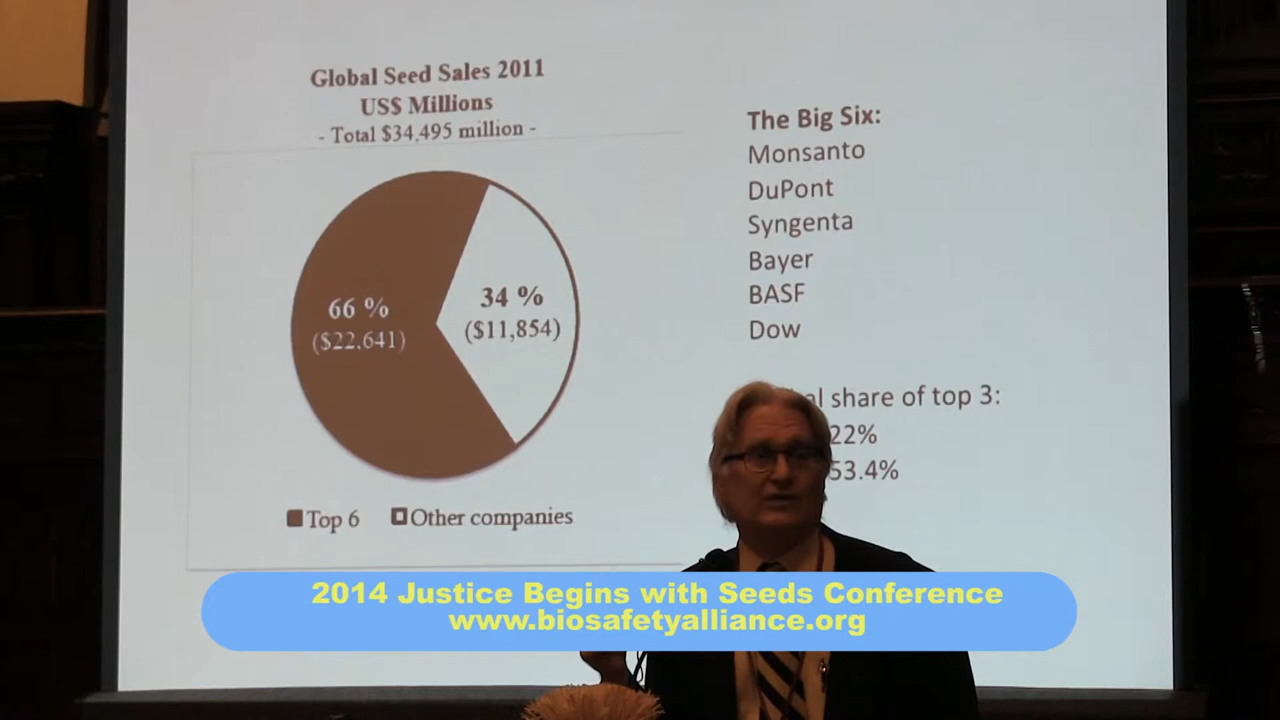 Global Seed Sales 2011
US$ Millions
- Total $34,495 million -
66 %
($22,641)
34 %
($11,854)
Top 6
Other companies
The Big Six:
Monsanto
DuPont
Syngenta
Bayer
BASF
Dow
share of top 3:
22%
53.4%
2014 Justice Begins with Seeds Conference
www.biosafetyalliance.org